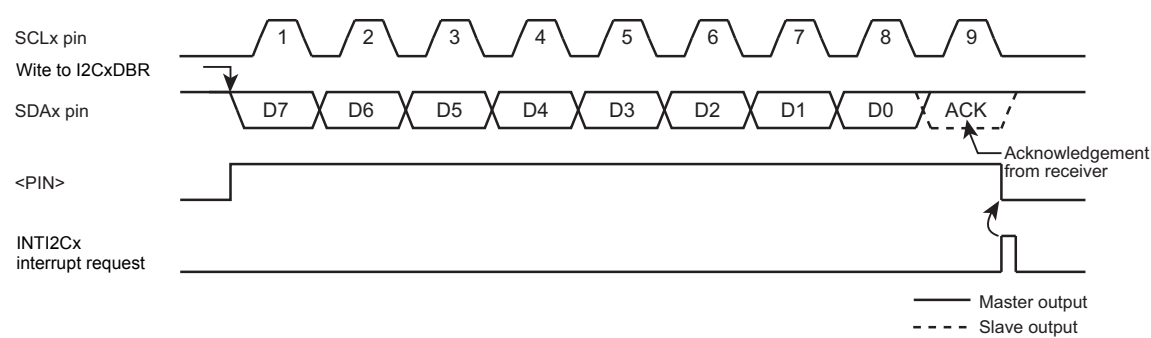 SCLx pin
1 2 3 4 5 6 7 8 9
Wite to I2CxDBR
SDAx pin
D7 D6 D5 D4 D3 D2 D1 D0 ACK
Acknowledgement
from receiver
<PIN>
INTI2Cx
interrupt request
Master output
Slave output